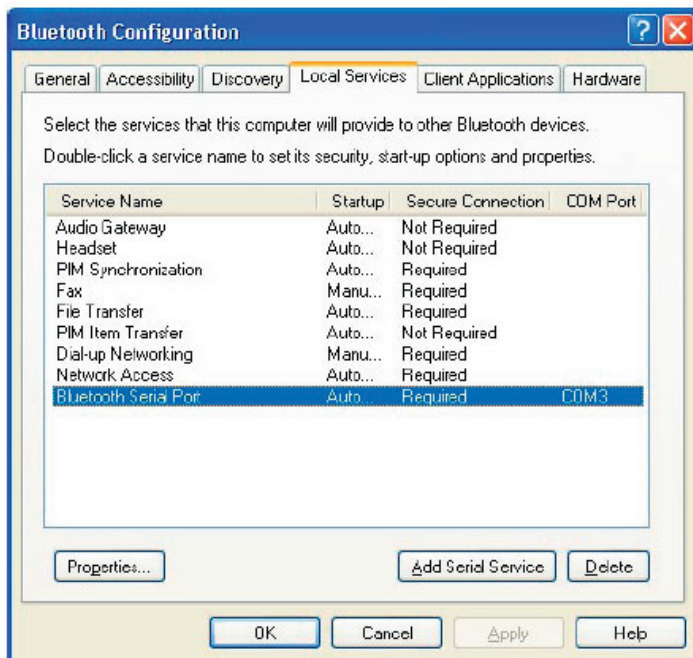 Bluetooth Configuration
General Accessibility Discovery Local Services Client Applications Hardware
Select the services that this computer will provide to other Bluetooth devices.
Double-click a service name to set its security, start-up options and properties.
Service Name Startup Secure Connection COM Port
Audio Gateway Auto... Not Required
Headset Auto... Not Required
PIM Synchronization Auto... Required
Fax Manu... Required
File Transfer Auto... Required
PIM Item Transfer Auto... Not Required
Dial-up Networking Manu... Required
Network Access Auto... Required
Bluetooth Serial Port Auto... Required COM3
Properties... Add Serial Service Delete
OK Cancel Apply Help